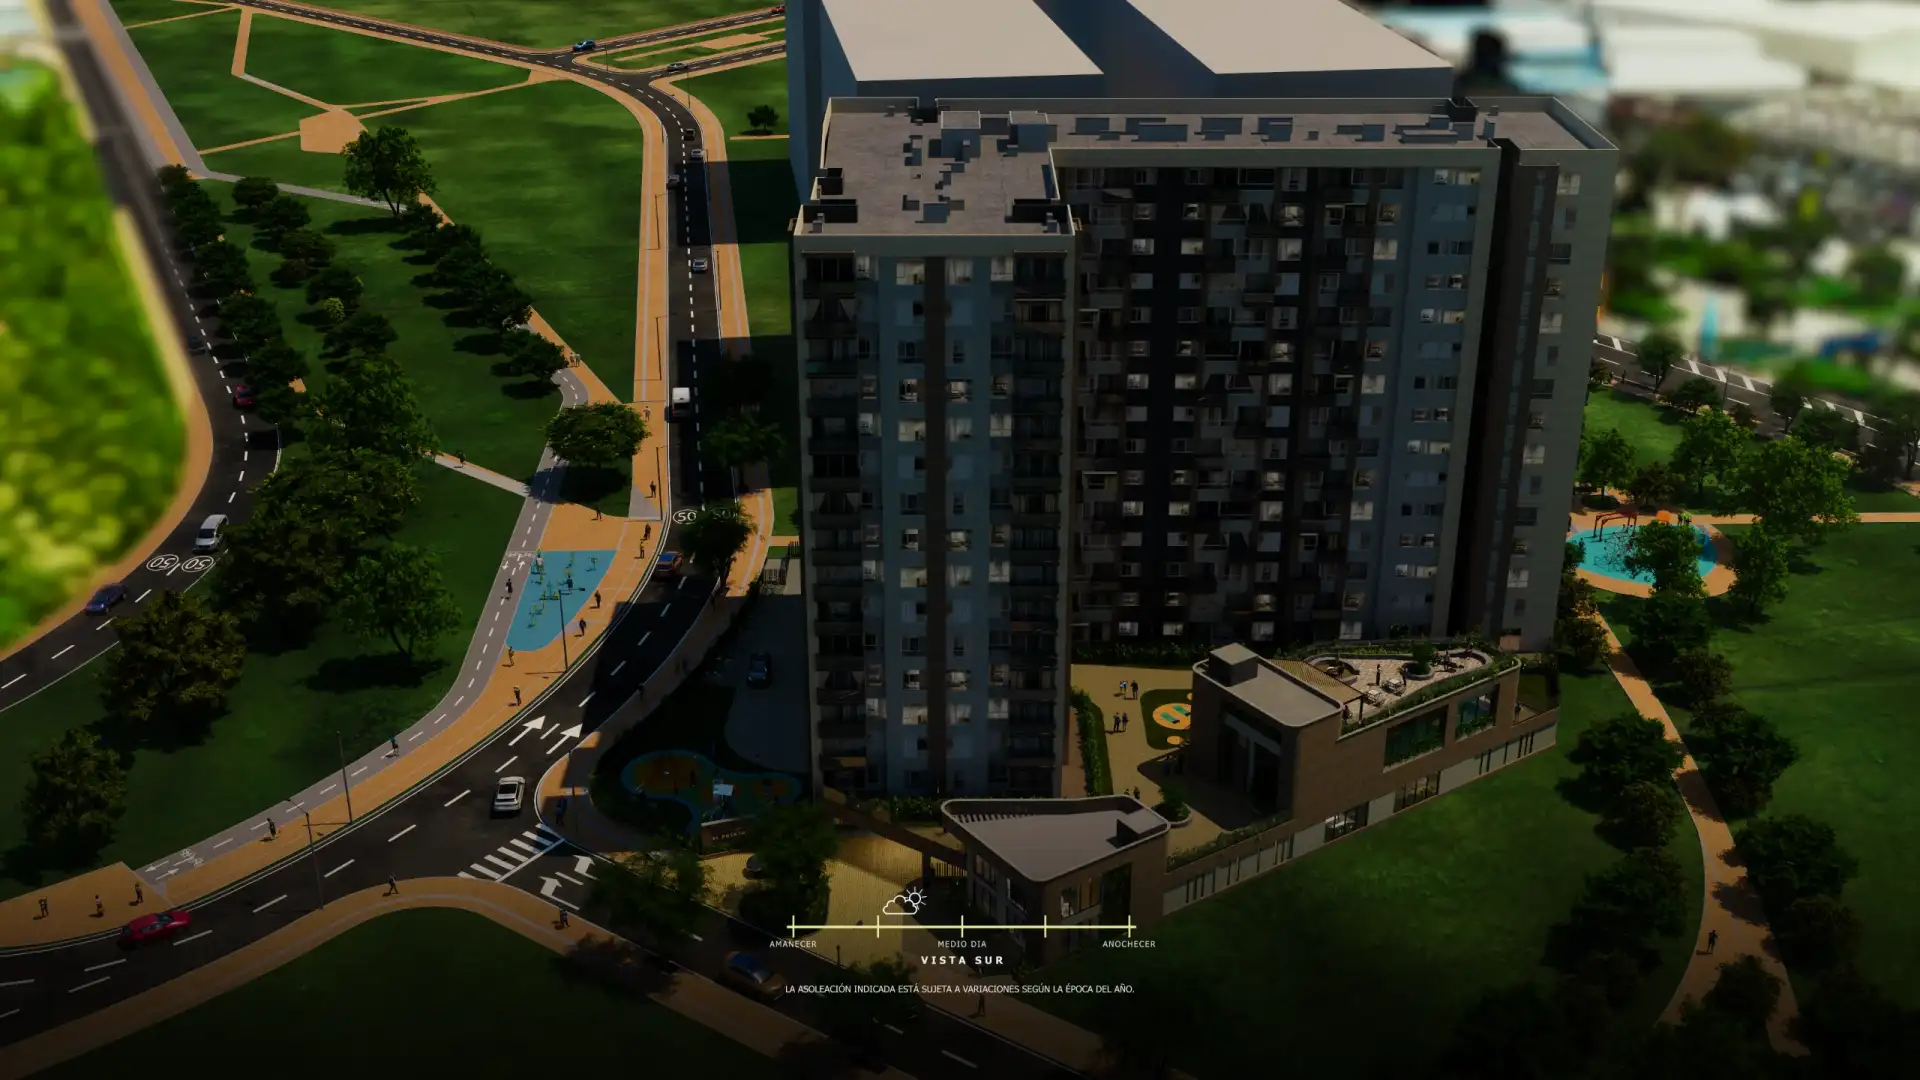 50
50
50 50
AMANECER
MEDIO DIA
ANOCHECER
VISTA SUR
LA ASOLEACIÓN INDICADA ESTÁ SUJETA A VARIACIONES SEGÚN LA ÉPOCA DEL AÑO.